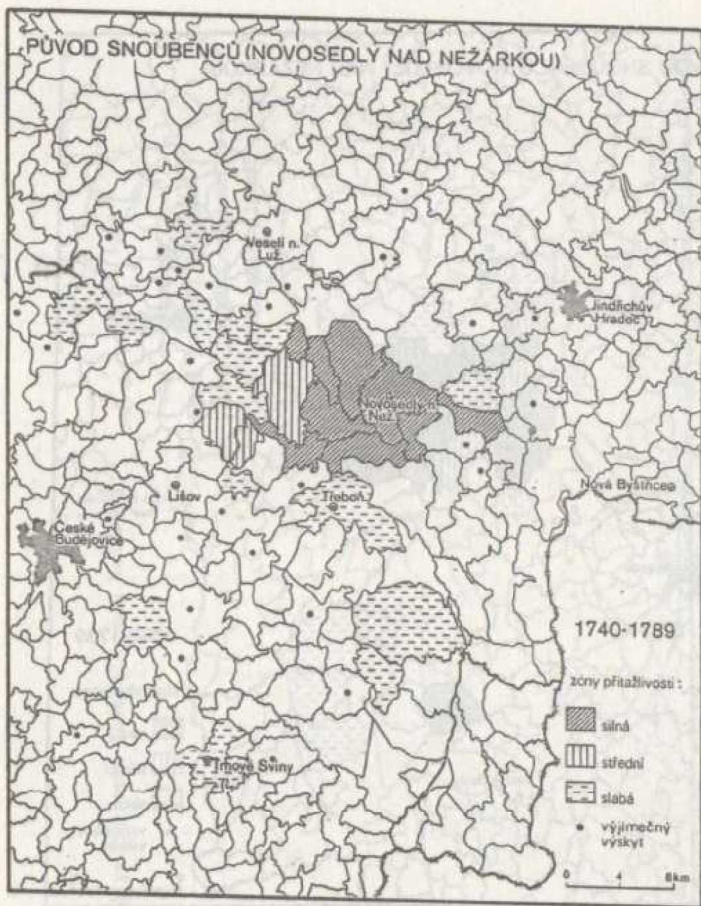 PŮVOD SNOUBENCŮ (NOVOSEDLY NAD NEŽÁRKOU)
Veselí n.
Luž.
Jindřichův
Hradec
Novosedly n.
Než.
Nová Bystřice
Lišov
Třeboň
České
Budějovice
1740-1789
zóny přitažlivosti :
silná
střední
slabá
výjimečný
výskyt
Trhové Sviny
0 4 8km